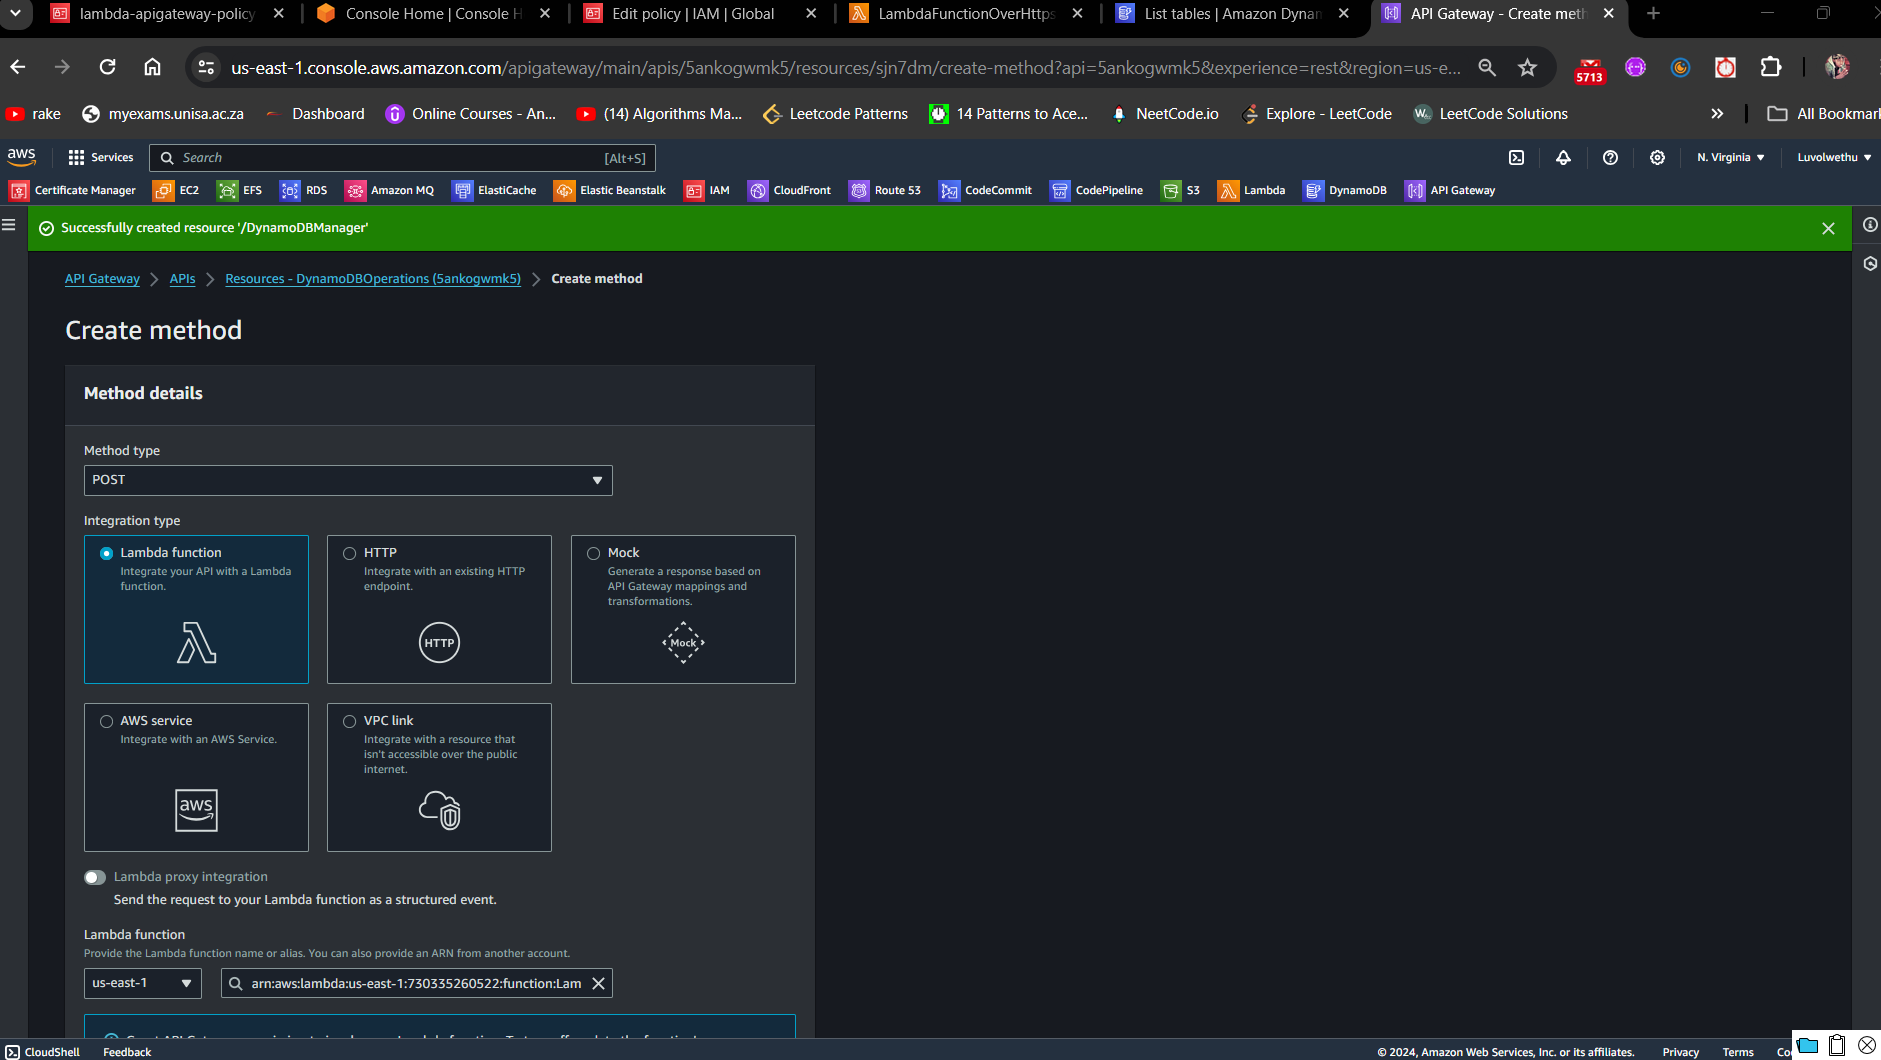 lambda-apigateway-policy
Console Home | Console H
Edit policy | IAM | Global
LambdaFunctionOverHttps
List tables | Amazon Dynam
API Gateway - Create meth
us-east-1.console.aws.amazon.com/apigateway/main/apis/5ankogwmk5/resources/sjn7dm/create-method?api=5ankogwmk5&experience=rest&region=us-e...
5713
rake
myexams.unisa.ac.za
Dashboard
Online Courses - An...
(14) Algorithms Ma...
Leetcode Patterns
14 Patterns to Ace...
NeetCode.io
Explore - LeetCode
LeetCode Solutions
All Bookmar
aws
Services
Search
[Alt+S]
N. Virginia
Luvolwethu
Certificate Manager
EC2
EFS
RDS
Amazon MQ
ElastiCache
Elastic Beanstalk
IAM
CloudFront
Route 53
CodeCommit
CodePipeline
S3
Lambda
DynamoDB
API Gateway
Successfully created resource '/DynamoDBManager'
API Gateway
APIs
Resources - DynamoDBOperations (5ankogwmk5)
Create method
Create method
Method details
Method type
POST
Integration type
Lambda function
Integrate your API with a Lambda
function.
HTTP
Integrate with an existing HTTP
endpoint.
HTTP
Mock
Generate a response based on
API Gateway mappings and
transformations.
Mock
AWS service
Integrate with an AWS Service.
aws
VPC link
Integrate with a resource that
isn't accessible over the public
internet.
Lambda proxy integration
Send the request to your Lambda function as a structured event.
Lambda function
Provide the Lambda function name or alias. You can also provide an ARN from another account.
us-east-1
arn:aws:lambda:us-east-1:730335260522:function:Lam
CloudShell
Feedback
© 2024, Amazon Web Services, Inc. or its affiliates.
Privacy
Terms
Co